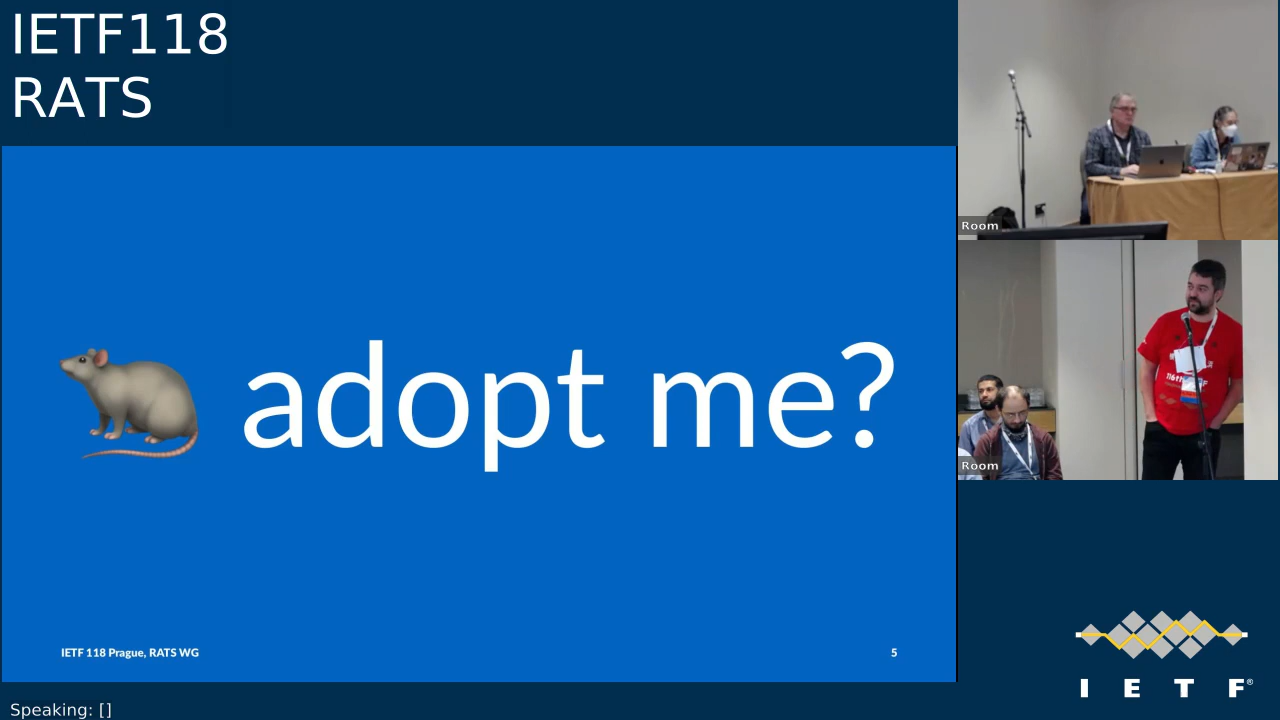 IETF118
RATS
adopt me?
IETF 118 Prague, RATS WG
5
Speaking: []
Room
Room
I E T F®